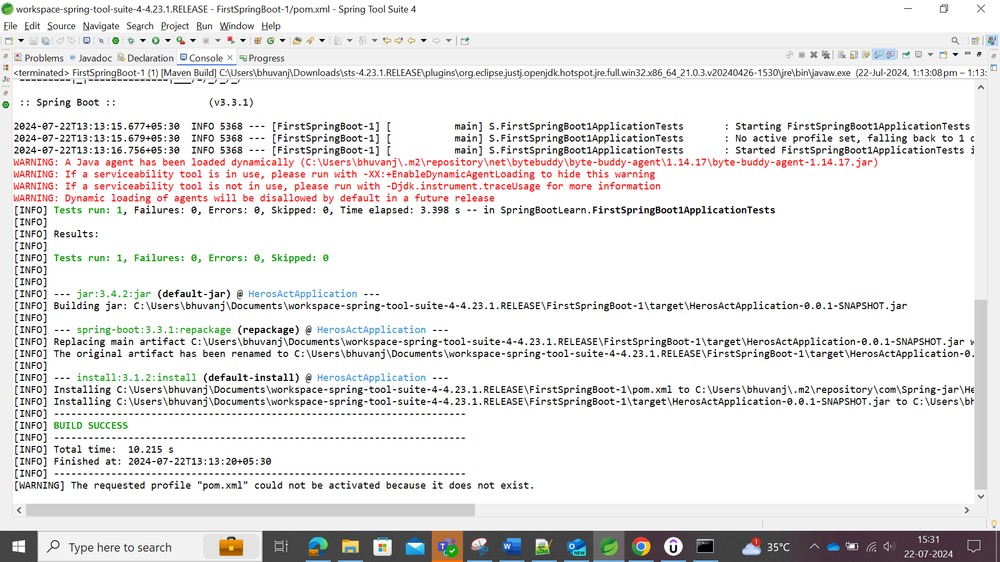 workspace-spring-tool-suite-4-4.23.1.RELEASE - FirstSpringBoot-1/pom.xml - Spring Tool Suite 4
File Edit Source Navigate Search Project Run Window Help
Problems @ Javadoc Declaration Console Progress
<terminated> FirstSpringBoot-1 (1) [Maven Build] C:\Users\bhuvanj\Downloads\sts-4.23.1.RELEASE\plugins\org.eclipse.justj.openjdk.hotspot.jre.full.win32.x86_64_21.0.3.v20240426-1530\jre\bin\javaw.exe (22-Jul-2024, 1:13:08 pm – 1:13:
=========|_|==============|___/=/_/_/_/
:: Spring Boot :: (v3.3.1)
2024-07-22T13:13:15.677+05:30 INFO 5368 --- [FirstSpringBoot-1] [ main] S.FirstSpringBoot1ApplicationTests : Starting FirstSpringBoot1ApplicationTests
2024-07-22T13:13:15.679+05:30 INFO 5368 --- [FirstSpringBoot-1] [ main] S.FirstSpringBoot1ApplicationTests : No active profile set, falling back to 1
2024-07-22T13:13:16.756+05:30 INFO 5368 --- [FirstSpringBoot-1] [ main] S.FirstSpringBoot1ApplicationTests : Started FirstSpringBoot1ApplicationTests i
WARNING: A Java agent has been loaded dynamically (C:\Users\bhuvanj\.m2\repository\net\bytebuddy\byte-buddy-agent\1.14.17\byte-buddy-agent-1.14.17.jar)
WARNING: If a serviceability tool is in use, please run with -XX:+EnableDynamicAgentLoading to hide this warning
WARNING: If a serviceability tool is not in use, please run with -Djdk.instrument.traceUsage for more information
WARNING: Dynamic loading of agents will be disallowed by default in a future release
[INFO] Tests run: 1, Failures: 0, Errors: 0, Skipped: 0, Time elapsed: 3.398 s -- in SpringBootLearn.FirstSpringBoot1ApplicationTests
[INFO]
[INFO] Results:
[INFO]
[INFO] Tests run: 1, Failures: 0, Errors: 0, Skipped: 0
[INFO]
[INFO]
[INFO] --- jar:3.4.2:jar (default-jar) @ HerosActApplication ---
[INFO] Building jar: C:\Users\bhuvanj\Documents\workspace-spring-tool-suite-4-4.23.1.RELEASE\FirstSpringBoot-1\target\HerosActApplication-0.0.1-SNAPSHOT.jar
[INFO]
[INFO] --- spring-boot:3.3.1:repackage (repackage) @ HerosActApplication ---
[INFO] Replacing main artifact C:\Users\bhuvanj\Documents\workspace-spring-tool-suite-4-4.23.1.RELEASE\FirstSpringBoot-1\target\HerosActApplication-0.0.1-SNAPSHOT.jar w
[INFO] The original artifact has been renamed to C:\Users\bhuvanj\Documents\workspace-spring-tool-suite-4-4.23.1.RELEASE\FirstSpringBoot-1\target\HerosActApplication-0.
[INFO]
[INFO] --- install:3.1.2:install (default-install) @ HerosActApplication ---
[INFO] Installing C:\Users\bhuvanj\Documents\workspace-spring-tool-suite-4-4.23.1.RELEASE\FirstSpringBoot-1\pom.xml to C:\Users\bhuvanj\.m2\repository\com\Spring-jar\He
[INFO] Installing C:\Users\bhuvanj\Documents\workspace-spring-tool-suite-4-4.23.1.RELEASE\FirstSpringBoot-1\target\HerosActApplication-0.0.1-SNAPSHOT.jar to C:\Users\bh
[INFO] ------------------------------------------------------------------------
[INFO] BUILD SUCCESS
[INFO] ------------------------------------------------------------------------
[INFO] Total time:  10.215 s
[INFO] Finished at: 2024-07-22T13:13:20+05:30
[INFO] ------------------------------------------------------------------------
[WARNING] The requested profile "pom.xml" could not be activated because it does not exist.
Type here to search
NEW
1
35°C
15:31
22-07-2024